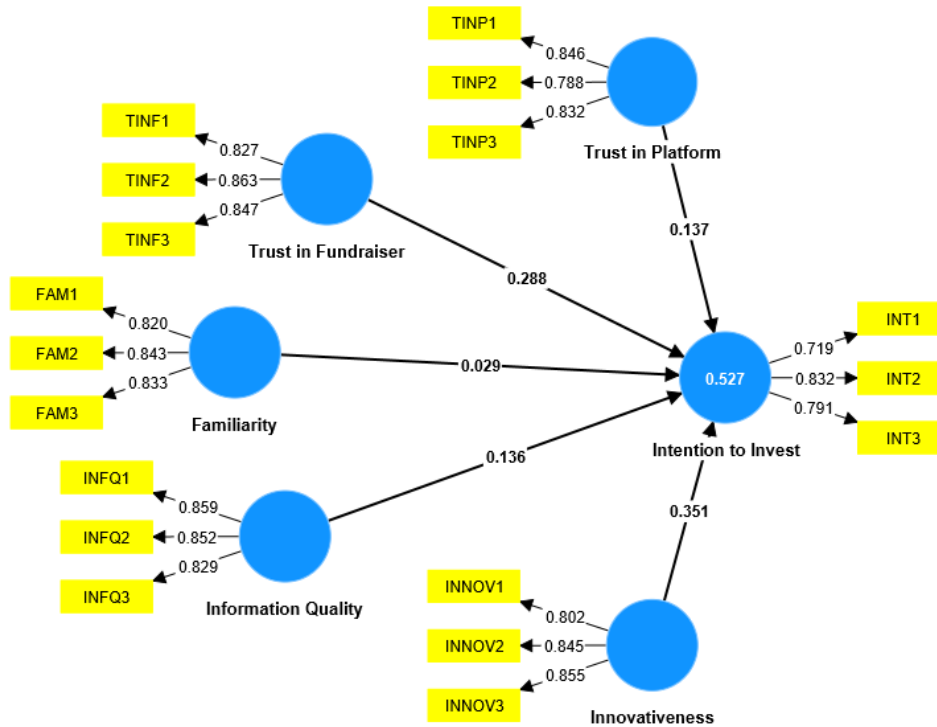 TINP1
0.846
TINP2
0.788
TINP3
0.832
Trust in Platform
TINF1
0.827
TINF2
0.863
TINF3
0.847
Trust in Fundraiser
0.137
0.288
FAM1
0.820
FAM2
0.843
FAM3
0.833
Familiarity
0.029
0.527
Intention to Invest
INT1
0.719
INT2
0.832
INT3
0.791
0.136
0.351
INFQ1
0.859
INFQ2
0.852
INFQ3
0.829
Information Quality
INNOV1
0.802
INNOV2
0.845
INNOV3
0.855
Innovativeness